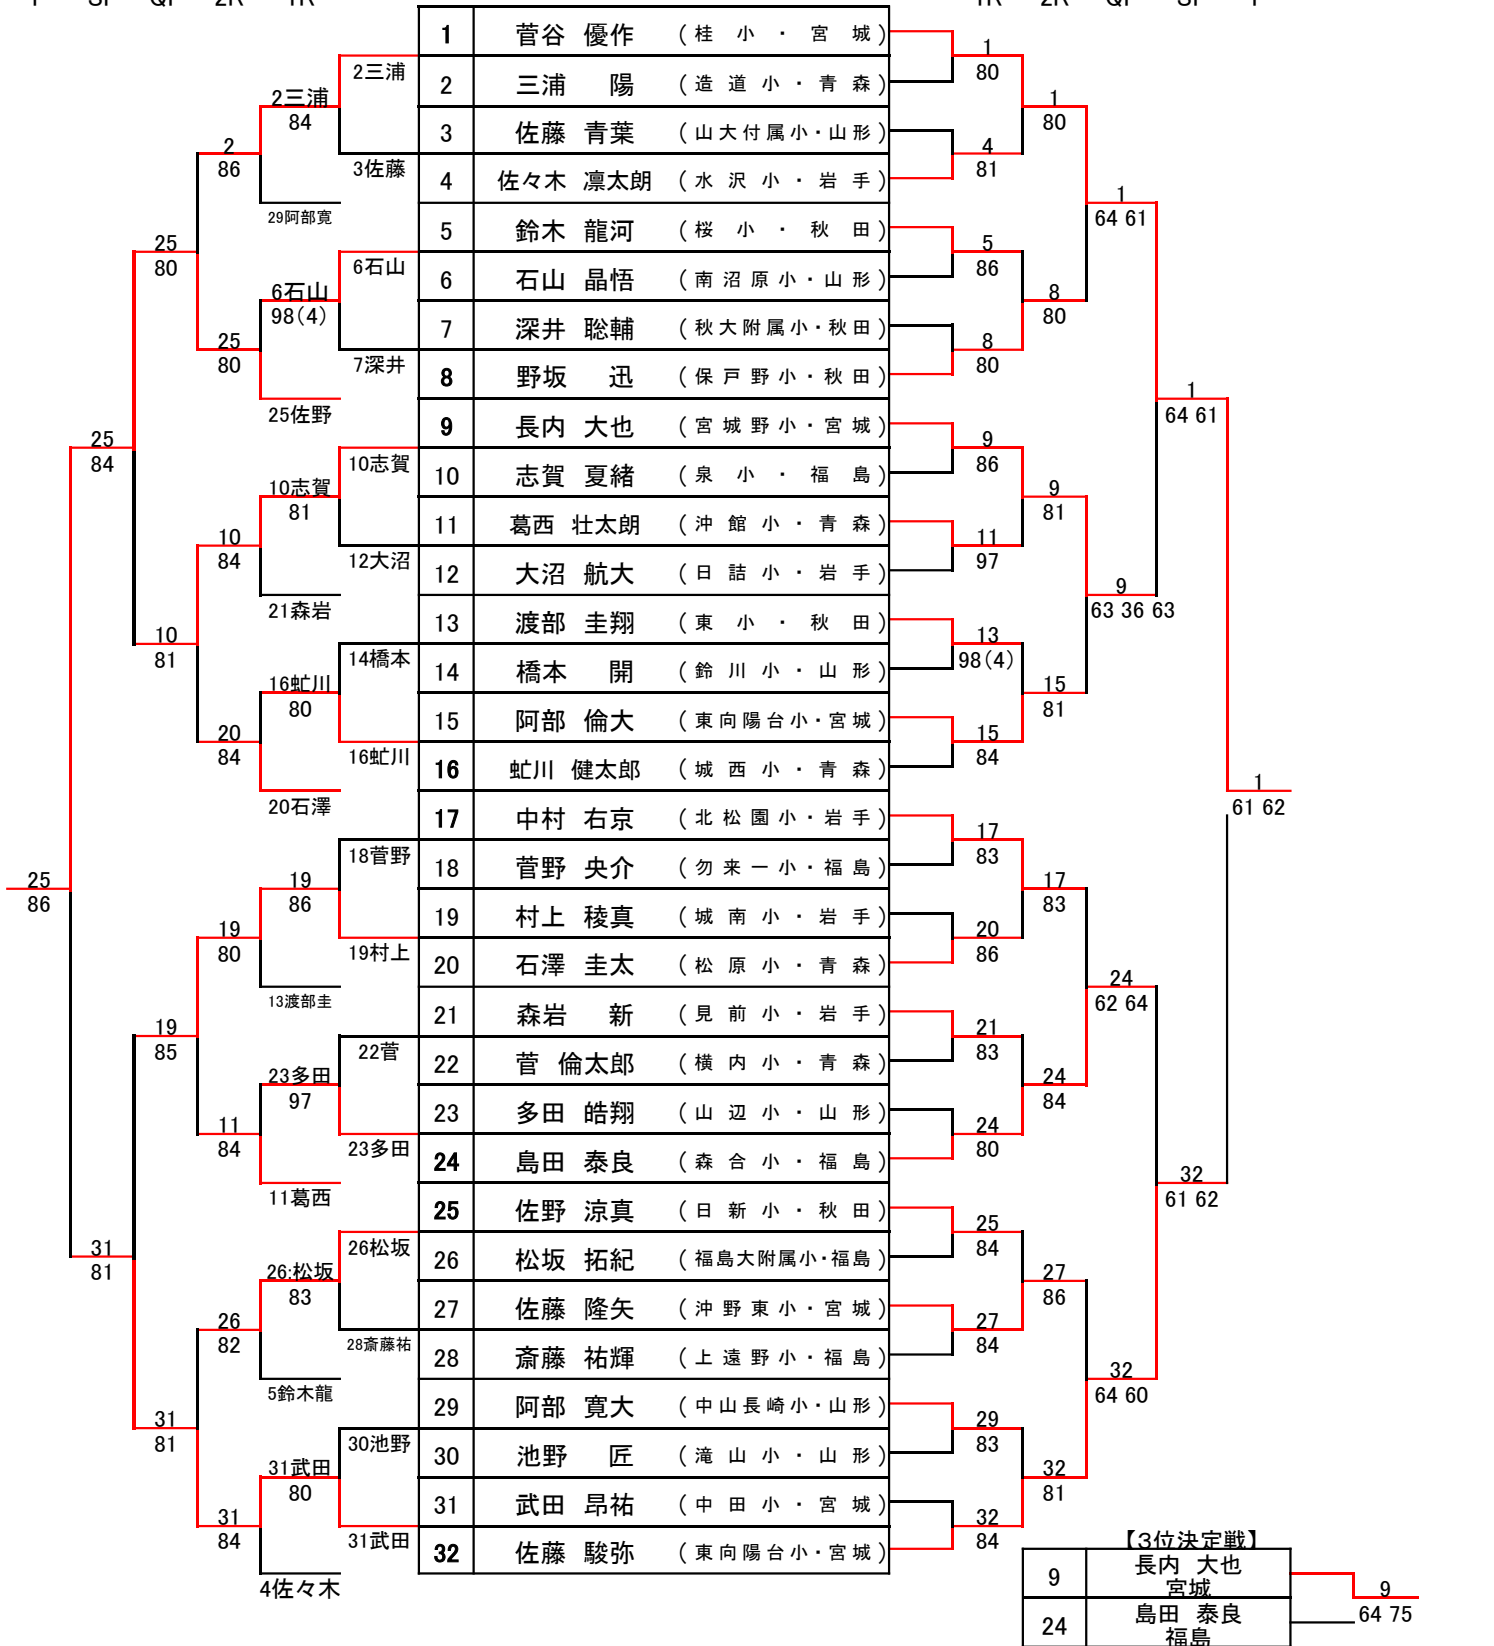 F SF QF 2R 1R 1R 2R QF SF F
1 菅谷 優作 (桂小・宮城)
2 三浦 陽 (造道小・青森)
3 佐藤 青葉 (山大付属小・山形)
4 佐々木 凛太朗 (水沢小・岩手)
5 鈴木 龍河 (桜小・秋田)
6 石山 晶悟 (南沼原小・山形)
7 深井 聡輔 (秋大附属小・秋田)
8 野坂 迅 (保戸野小・秋田)
9 長内 大也 (宮城野小・宮城)
10 志賀 夏緒 (泉小・福島)
11 葛西 壮太朗 (沖館小・青森)
12 大沼 航大 (日詰小・岩手)
13 渡部 圭翔 (東小・秋田)
14 橋本 開 (鈴川小・山形)
15 阿部 倫大 (東向陽台小・宮城)
16 虻川 健太郎 (城西小・青森)
17 中村 右京 (北松園小・岩手)
18 菅野 央介 (勿来一小・福島)
19 村上 稜真 (城南小・岩手)
20 石澤 圭太 (松原小・青森)
21 森岩 新 (見前小・岩手)
22 菅 倫太郎 (横内小・青森)
23 多田 皓翔 (山辺小・山形)
24 島田 泰良 (森合小・福島)
25 佐野 涼真 (日新小・秋田)
26 松坂 拓紀 (福島大附属小・福島)
27 佐藤 隆矢 (沖野東小・宮城)
28 斎藤 祐輝 (上遠野小・福島)
29 阿部 寛大 (中山長崎小・山形)
30 池野 匠 (滝山小・山形)
31 武田 昂祐 (中田小・宮城)
32 佐藤 駿弥 (東向陽台小・宮城)
2三浦
3佐藤
6石山
7深井
10志賀
12大沼
14橋本
16虻川
18菅野
19村上
22菅
23多田
26松坂
28斎藤祐
30池野
31武田
2三浦
84
29阿部寛
6石山
98(4)
25佐野
10志賀
81
21森岩
16虻川
80
20石澤
19
86
13渡部圭
23多田
97
11葛西
26:松坂
83
5鈴木龍
31武田
80
4佐々木
2
86
25
80
10
84
20
84
19
80
11
84
26
82
31
84
25
80
10
81
19
85
31
81
25
84
31
81
25
86
1
80
4
81
5
86
8
80
9
86
11
97
13
98(4)
15
84
17
83
20
86
21
83
24
80
25
84
27
84
29
83
32
84
1
80
8
80
9
81
15
81
17
83
24
84
27
86
32
81
1
64 61
9
63 36 63
24
62 64
32
64 60
1
64 61
32
61 62
1
61 62
【3位決定戦】
9 長内 大也
宮城
24 島田 泰良
福島
9
64 75